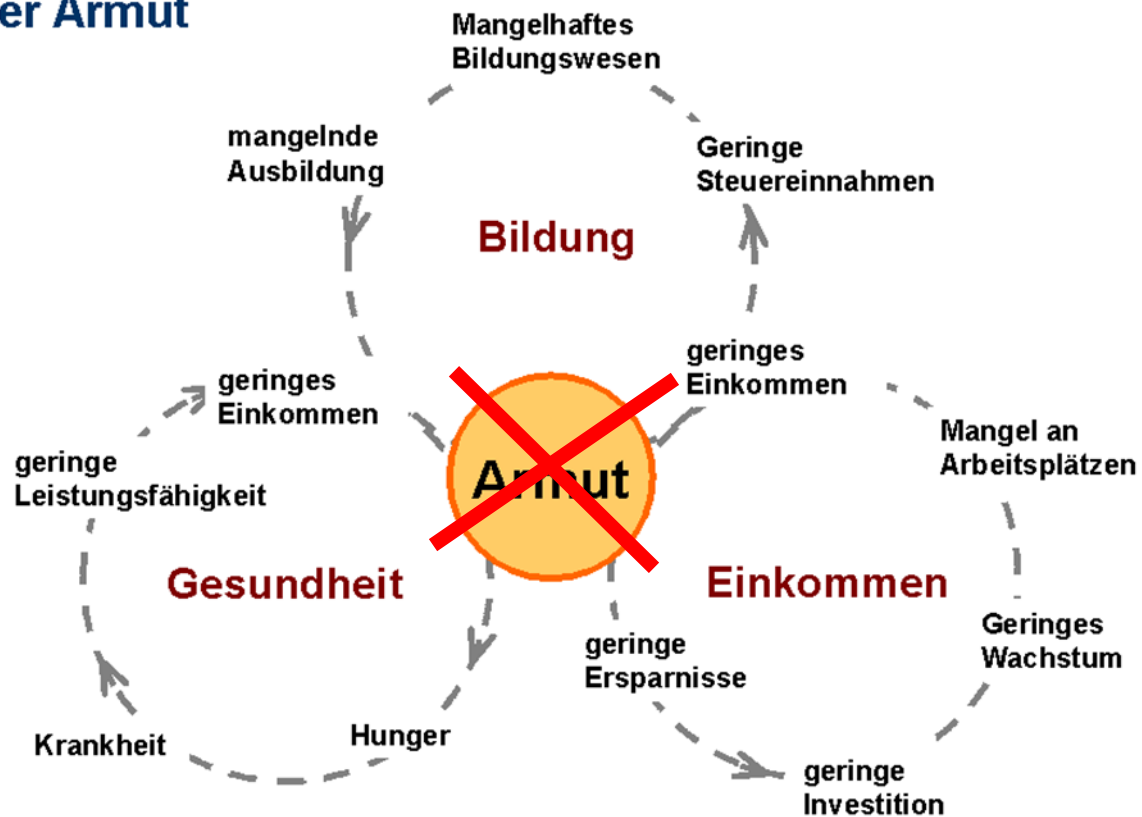 er Armut
Mangelhaftes
Bildungswesen
mangelnde
Ausbildung
Geringe
Steuereinnahmen
Bildung
geringes
Einkommen
geringes
Einkommen
Armut
Mangel an
Arbeitsplätzen
geringe
Leistungsfähigkeit
Gesundheit
Einkommen
geringe
Ersparnisse
Geringes
Wachstum
Krankheit
Hunger
geringe
Investition